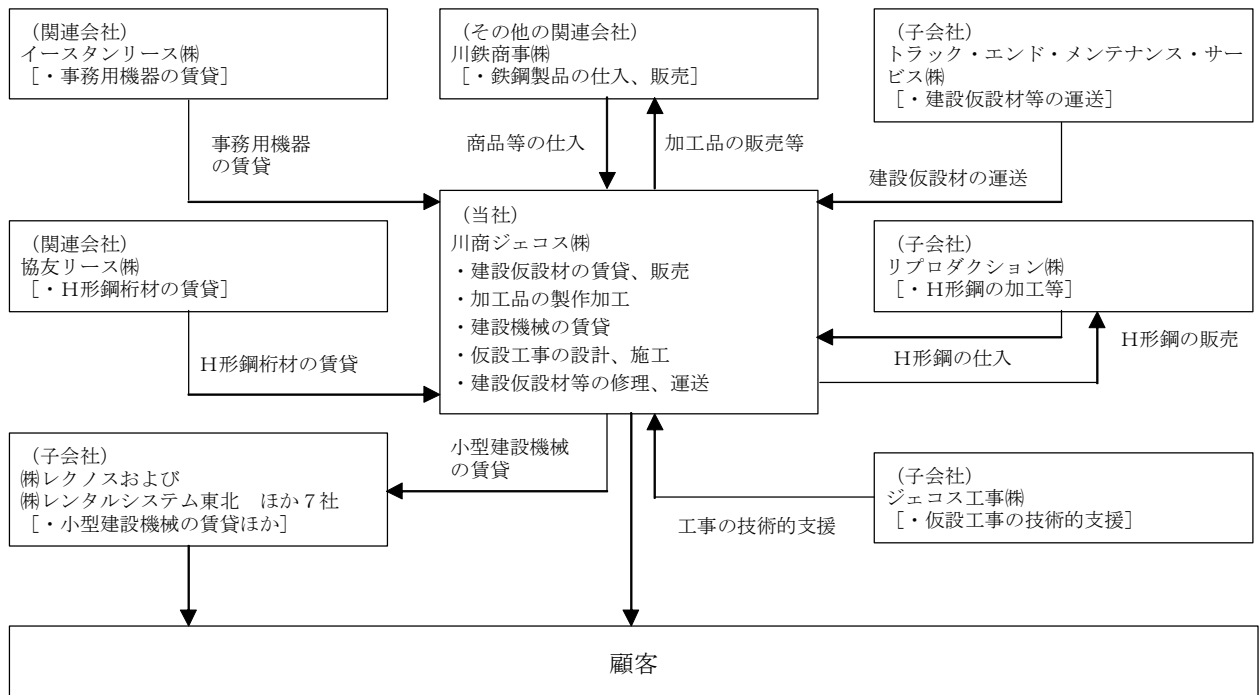 （関連会社）
イースタンリース㈱
［・事務用機器の賃貸］
（その他の関連会社）
川鉄商事㈱
［・鉄鋼製品の仕入、販売］
（子会社）
トラック・エンド・メンテナンス・サー
ビス㈱
［・建設仮設材等の運送］
事務用機器
の賃貸
商品等の仕入
加工品の販売等
建設仮設材の運送
（関連会社）
協友リース㈱
［・Ｈ形鋼桁材の賃貸］
（当社）
川商ジェコス㈱
・建設仮設材の賃貸、販売
・加工品の製作加工
・建設機械の賃貸
・仮設工事の設計、施工
・建設仮設材等の修理、運送
（子会社）
リプロダクション㈱
［・Ｈ形鋼の加工等］
Ｈ形鋼桁材の賃貸
Ｈ形鋼の仕入
Ｈ形鋼の販売
（子会社）
㈱レクノスおよび
㈱レンタルシステム東北　ほか７社
［・小型建設機械の賃貸ほか］
小型建設機械
の賃貸
工事の技術的支援
（子会社）
ジェコス工事㈱
［・仮設工事の技術的支援］
顧客